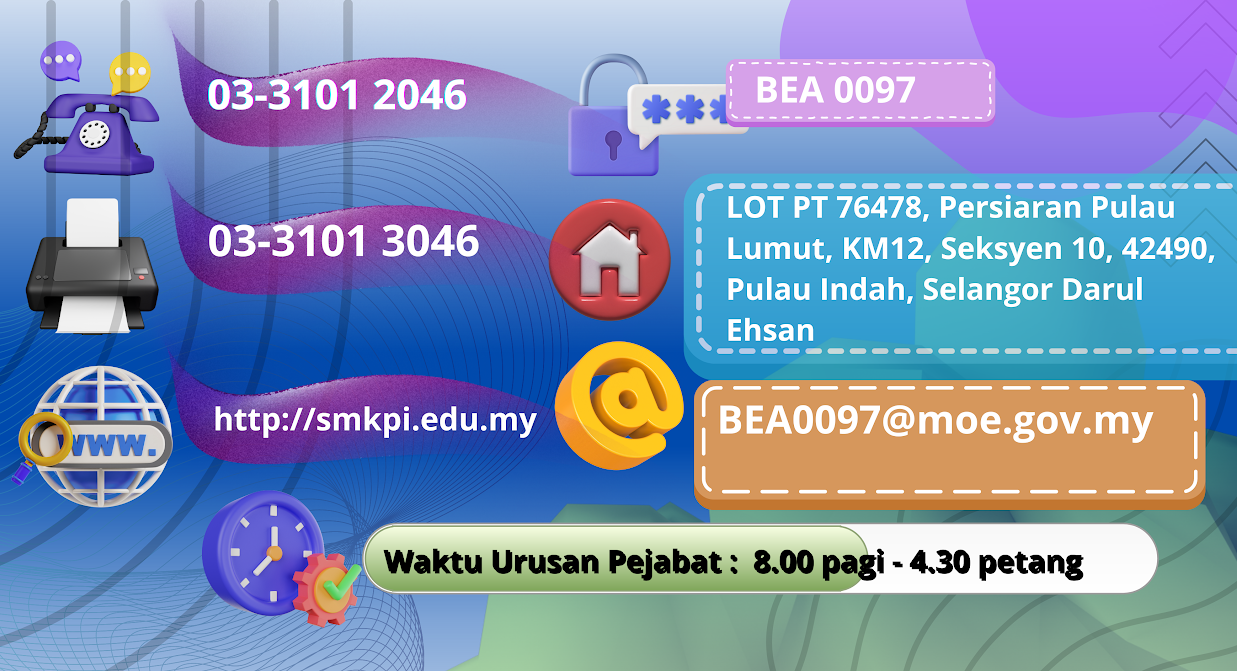 03-3101 2046
BEA 0097
03-3101 3046
LOT PT 76478, Persiaran Pulau
Lumut, KM12, Seksyen 10, 42490,
Pulau Indah, Selangor Darul
Ehsan
http://smkpi.edu.my
www.
BEA0097@moe.gov.my
Waktu Urusan Pejabat : 8.00 pagi - 4.30 petang